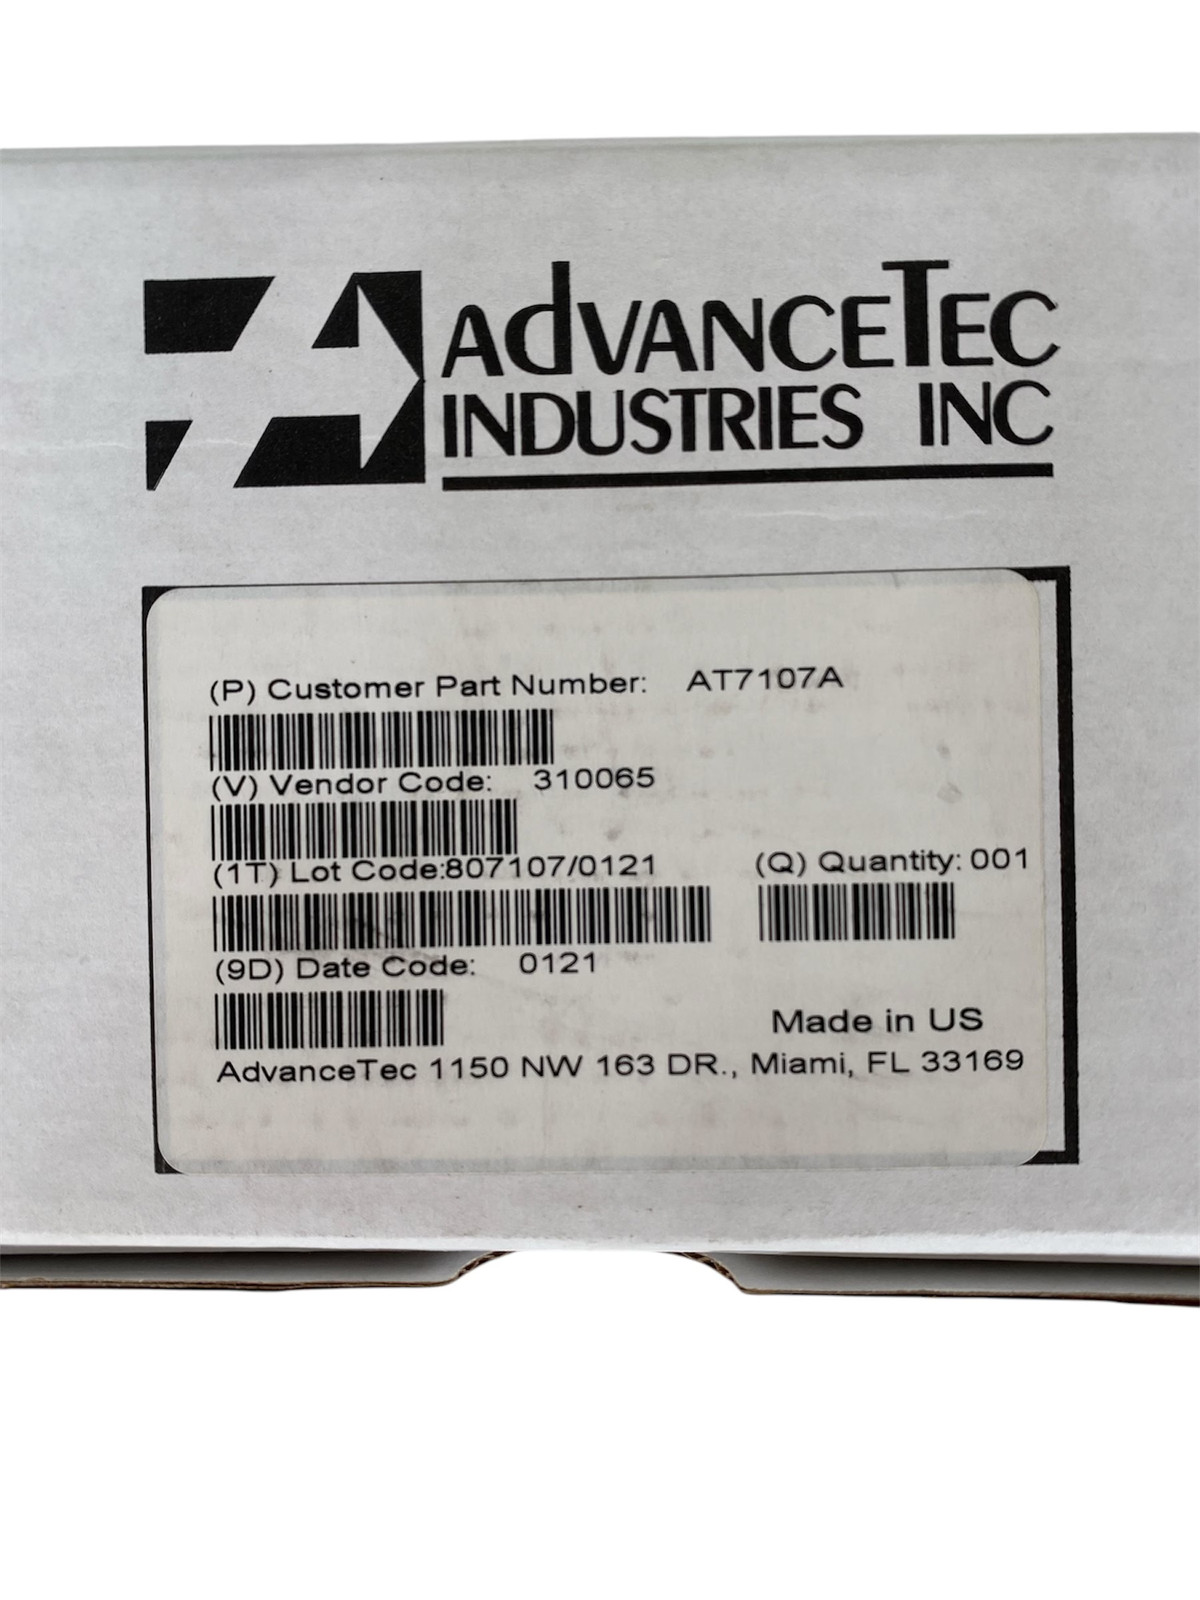 AdVANCETEC
INDUSTRIES INC
(P) Customer Part Number: AT7107A
(V) Vendor Code: 310065
(1T) Lot Code:807107/0121
(Q) Quantity: 001
(9D) Date Code: 0121
Made in US
AdvanceTec 1150 NW 163 DR., Miami, FL 33169